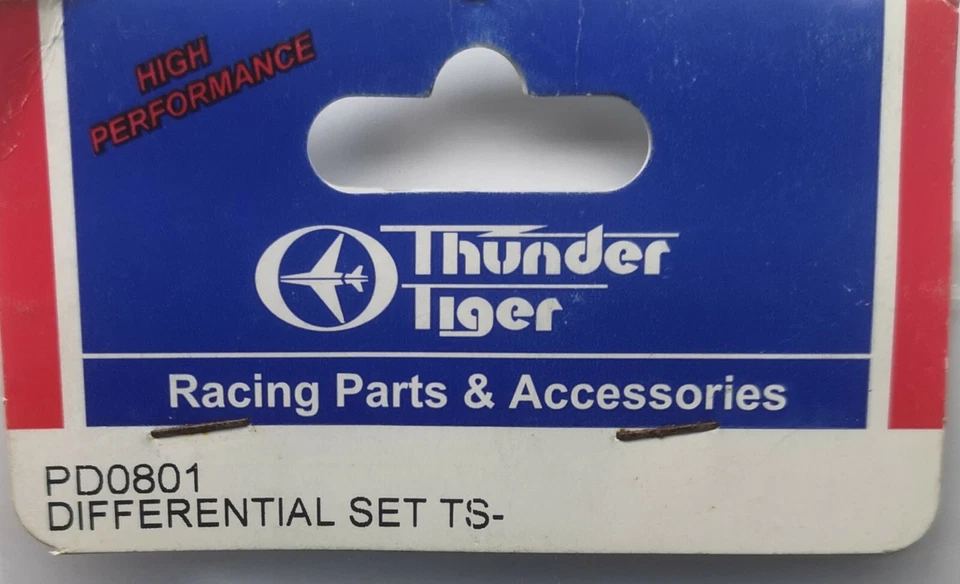 HIGH
PERFORMANCE
Thunder
Tiger
Racing Parts & Accessories
PD0801
DIFFERENTIAL SET TS-